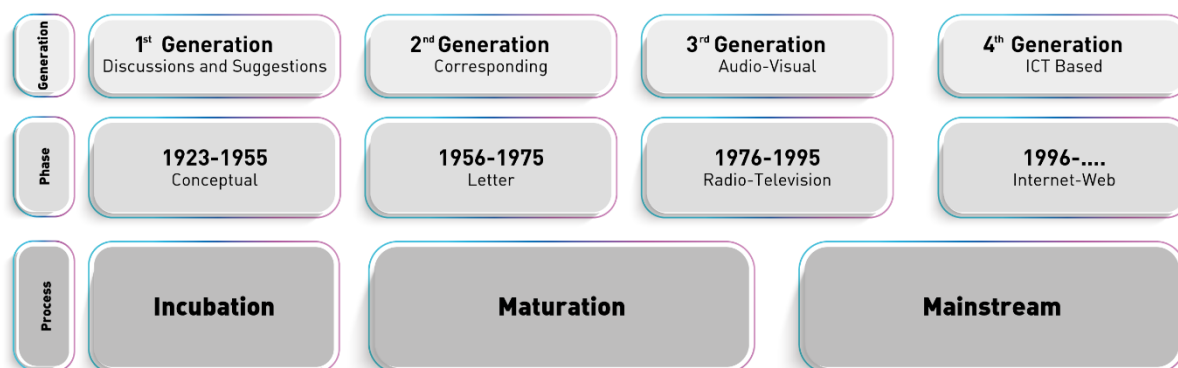 Generation
1st Generation
Discussions and Suggestions
2nd Generation
Corresponding
3rd Generation
Audio-Visual
4th Generation
ICT Based
Phase
1923-1955
Conceptual
1956-1975
Letter
1976-1995
Radio-Television
1996-....
Internet-Web
Process
Incubation
Maturation
Mainstream